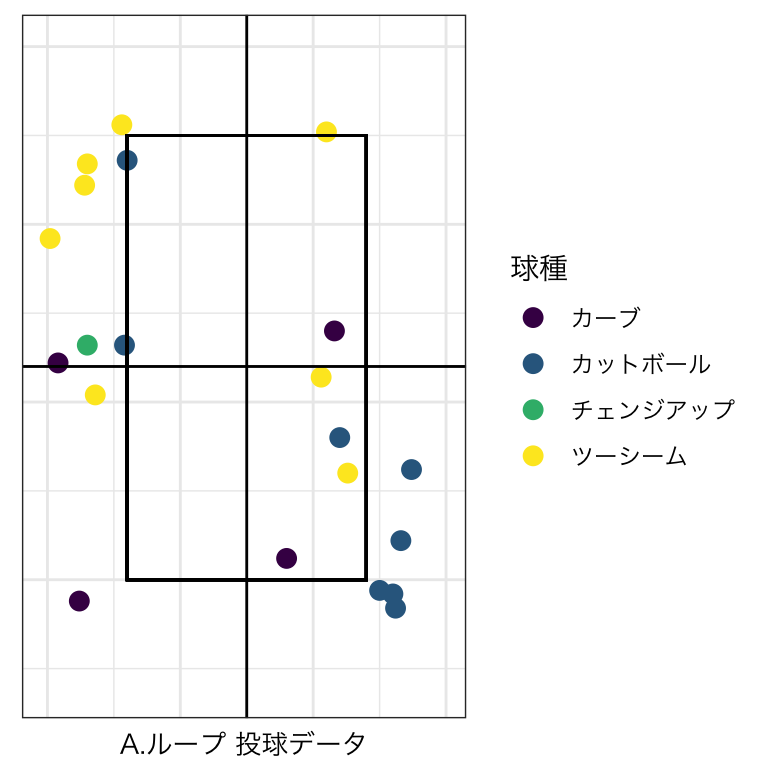 球種
カーブ
カットボール
チェンジアップ
ツーシーム
A.ループ 投球データ